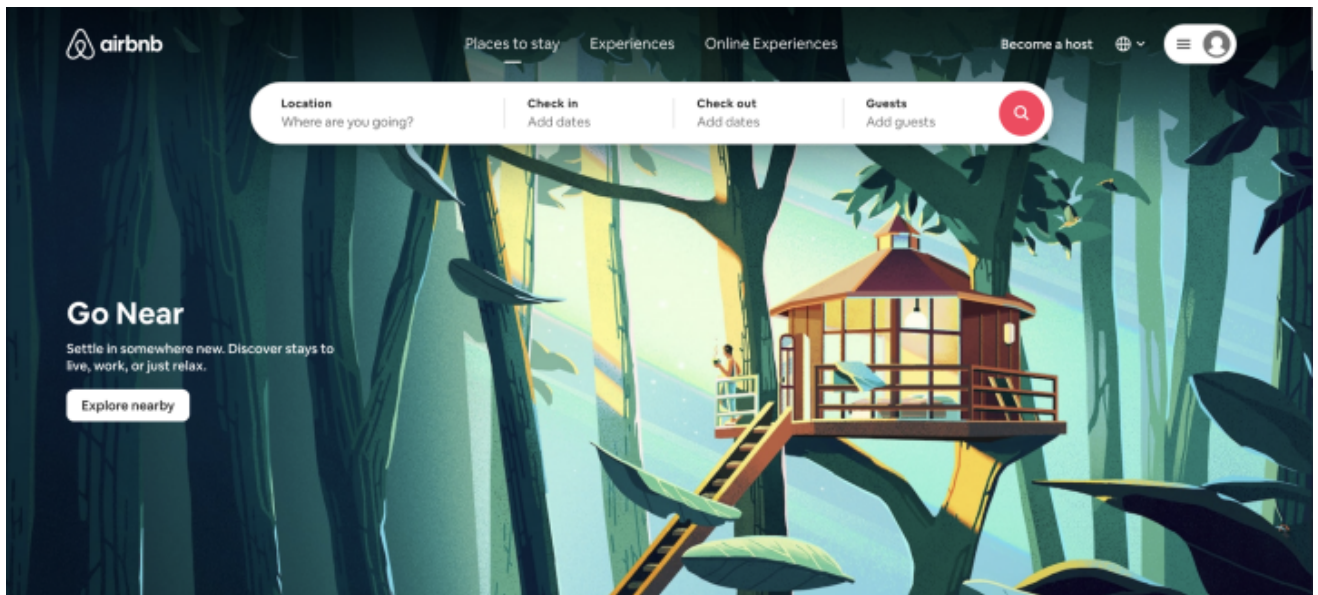 airbnb
Places to stay
Experiences
Online Experiences
Become a host
Location
Where are you going?
Check in
Add dates
Check out
Add dates
Guests
Add guests
Go Near
Settle in somewhere new. Discover stays to
live, work, or just relax.
Explore nearby